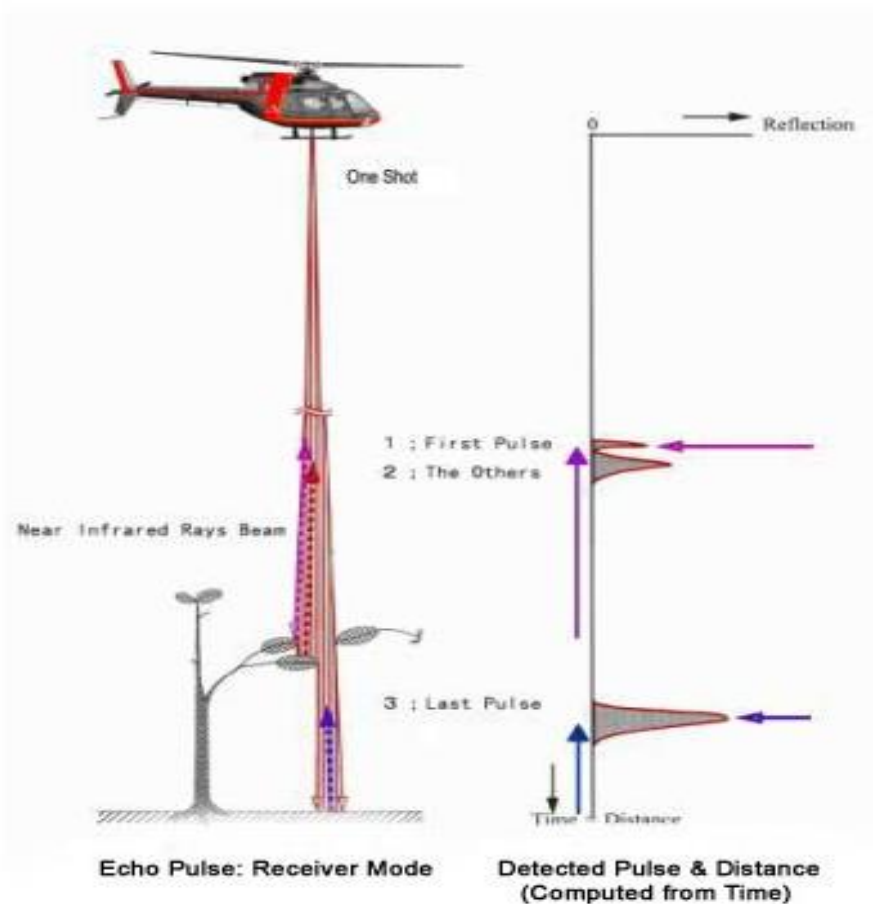 One Shot
0
Reflection
1 ; First Pulse
2 ; The Others
Near Infrared Rays Beam
3 ; Last Pulse
Time
Distance
Echo Pulse: Receiver Mode
Detected Pulse & Distance
(Computed from Time)